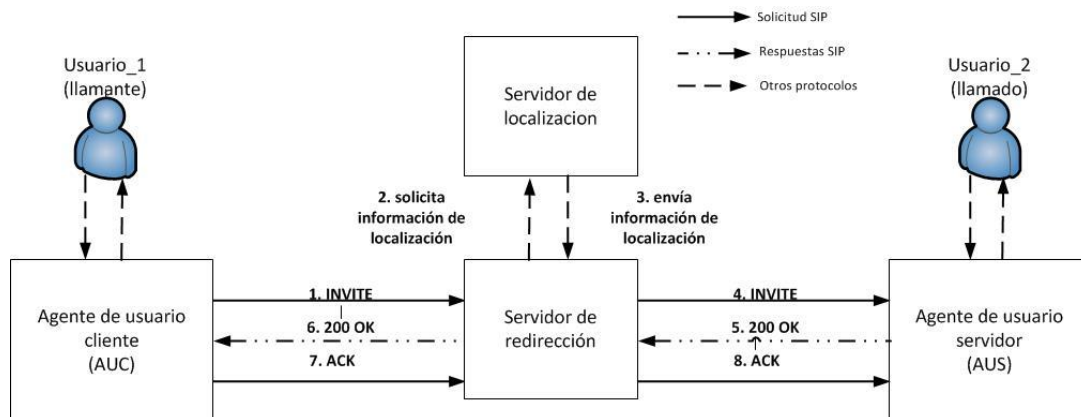 Solicitud SIP
Respuestas SIP
Otros protocolos
Usuario_1
(llamante)
Servidor de
localizacion
Usuario_2
(llamado)
2. solicita
información de
localización
3. envía
información de
localización
Agente de usuario
cliente
(AUC)
1. INVITE
6. 200 OK
7. ACK
Servidor de
redirección
4. INVITE
5. 200 OK
8. ACK
Agente de usuario
servidor
(AUS)